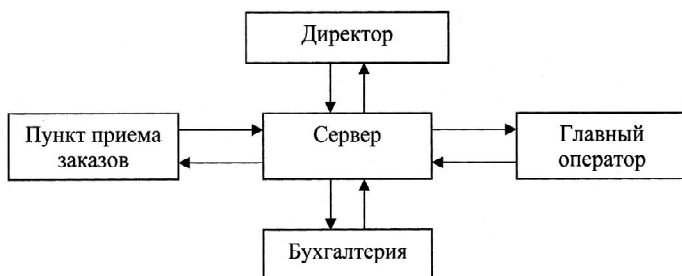 Директор
Пункт приема
заказов
Сервер
Главный
оператор
Бухгалтерия